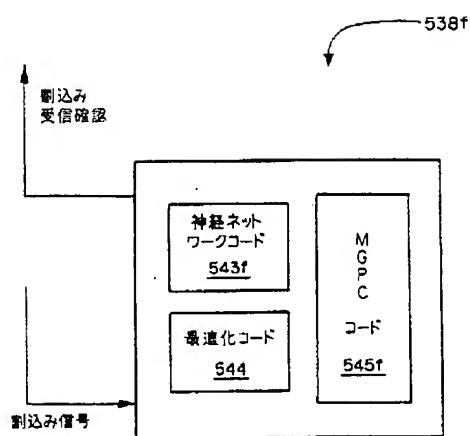 538f
割込み
受信確認
神経ネット
ワークコード
543f
最適化コード
544
M
G
P
C
コード
545f
割込み信号